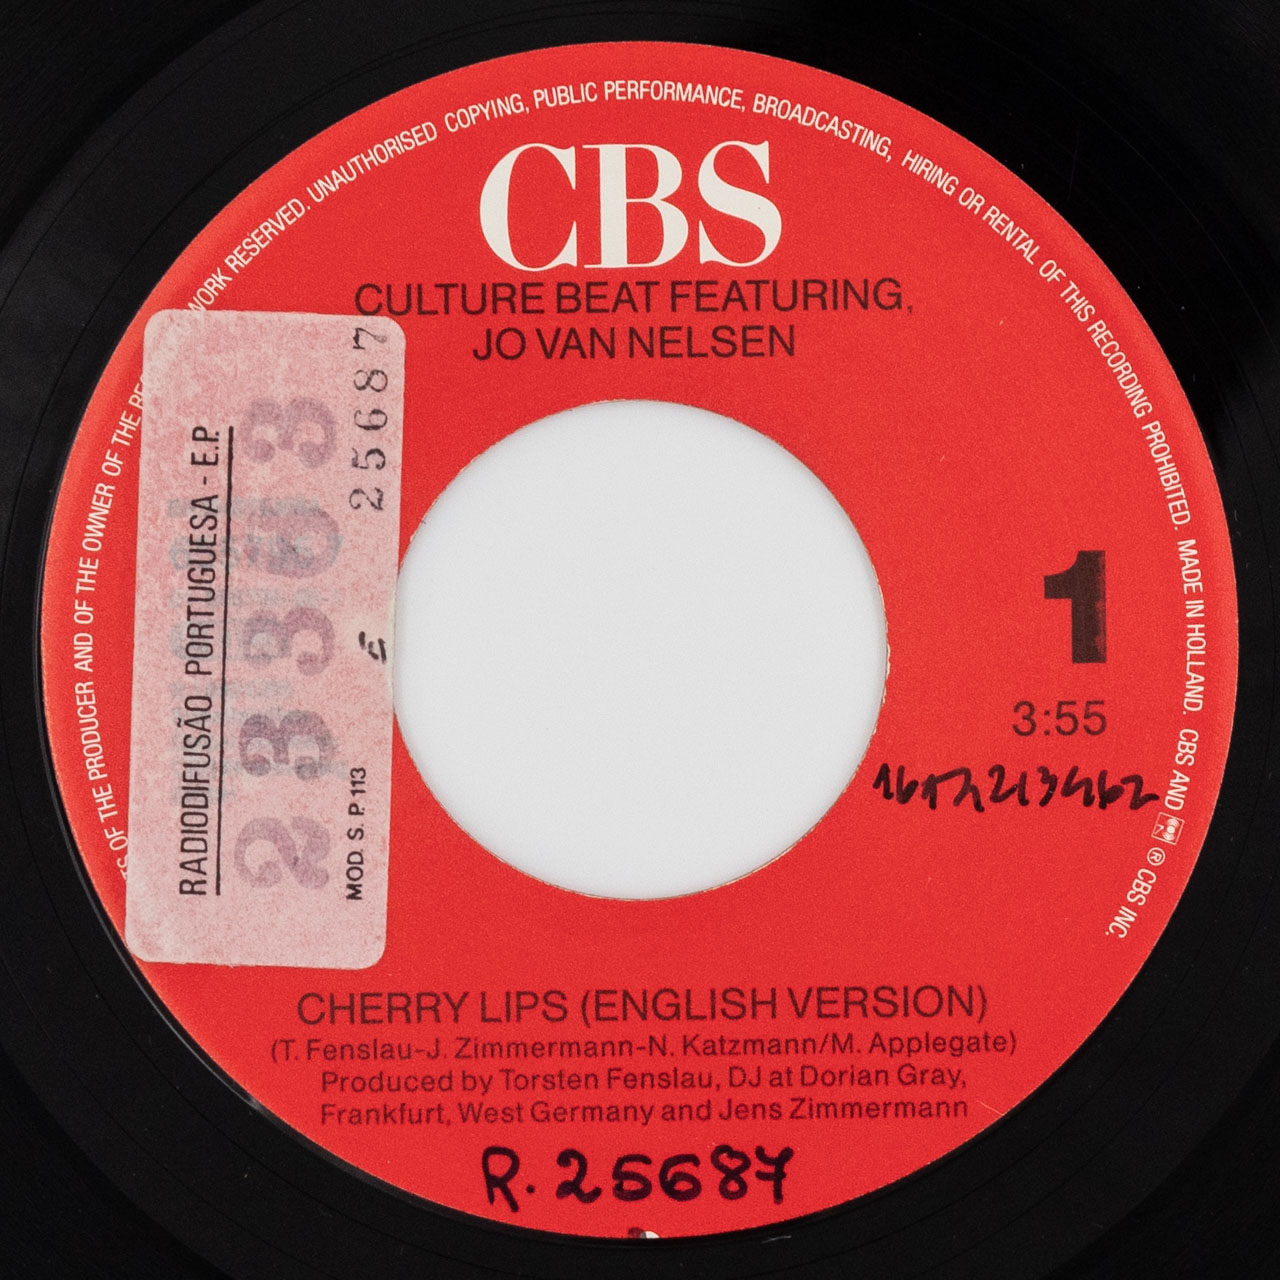 OF THE PRODUCER AND OF THE OWNER OF THE WORK RESERVED. UNAUTHORISED COPYING, PUBLIC PERFORMANCE, BROADCASTING, HIRING OR RENTAL OF THIS RECORDING PROHIBITED. MADE IN HOLLAND. CBS AND ℗ CBS INC.
CBS
CULTURE BEAT FEATURING,
JO VAN NELSEN
RADIODIFUSÃO PORTUGUESA - E.P.
23303
25687
MOD. S. P. 113
1
3:55
CHERRY LIPS (ENGLISH VERSION)
(T. Fenslau-J. Zimmermann-N. Katzmann/M. Applegate)
Produced by Torsten Fenslau, DJ at Dorian Gray,
Frankfurt, West Germany and Jens Zimmermann
R. 25687